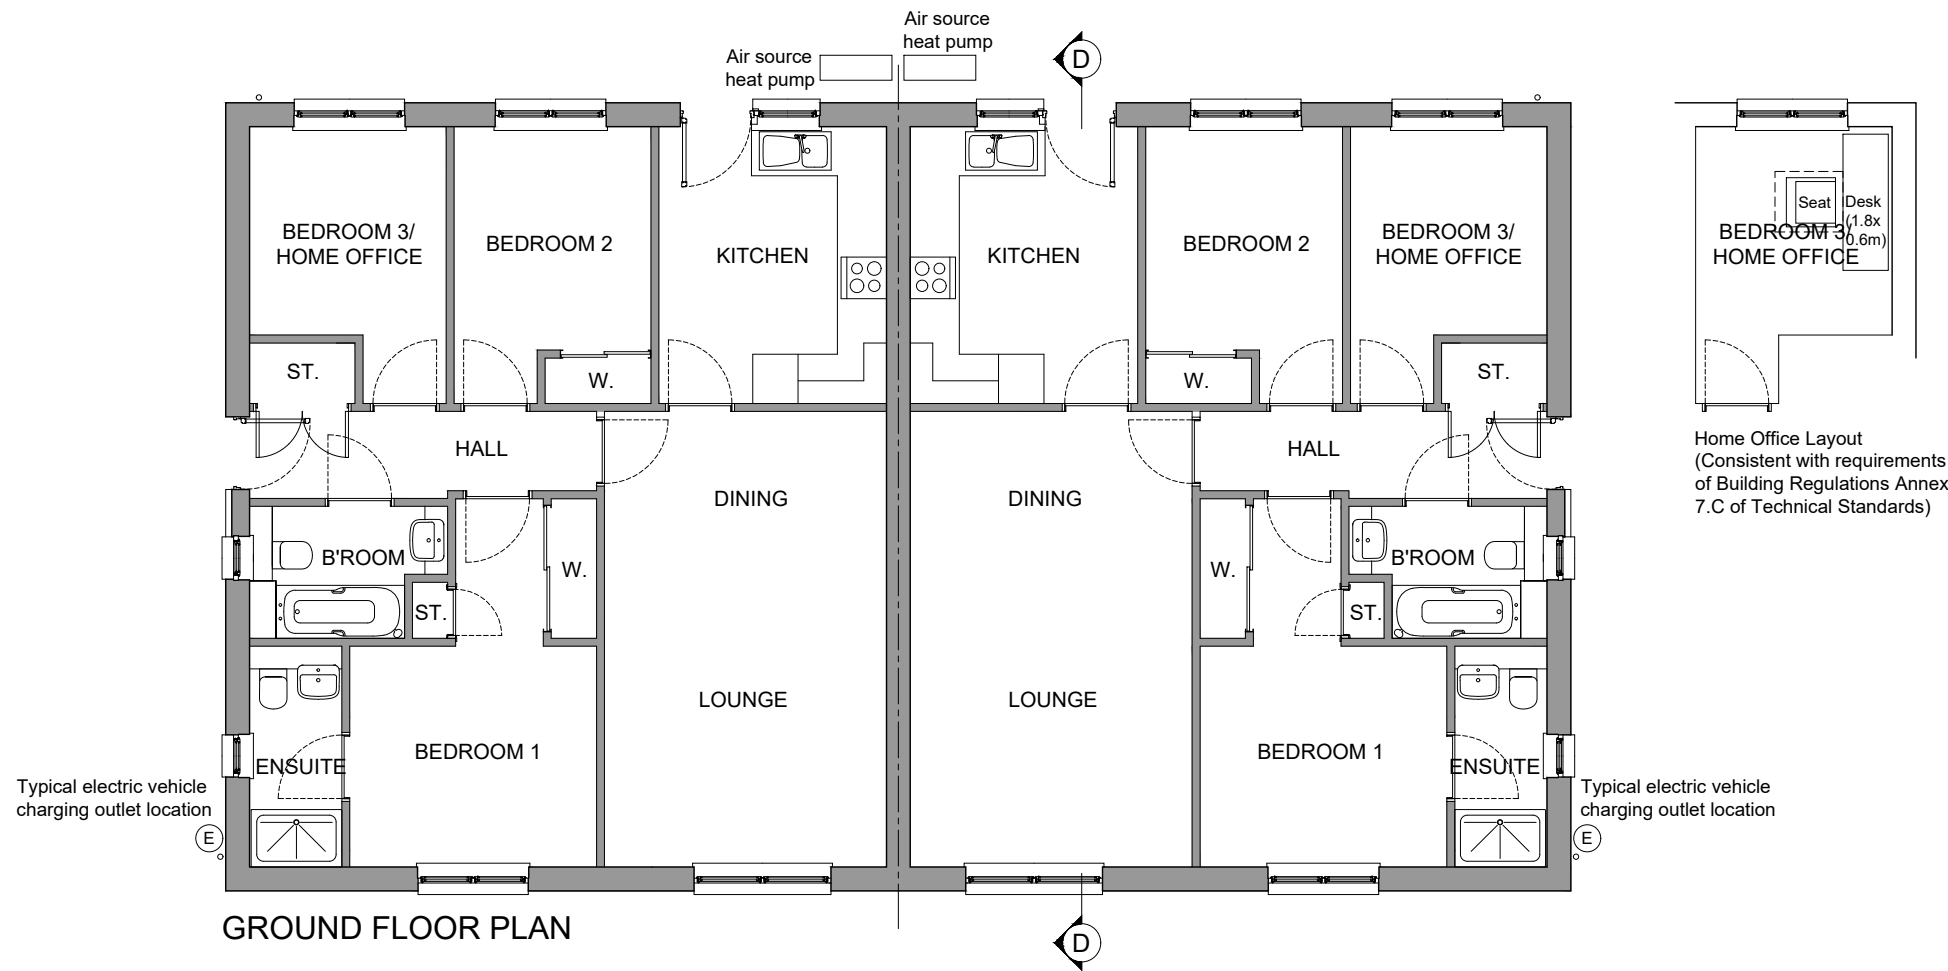 Air source
heat pump
Air source
heat pump
D
BEDROOM 3/
HOME OFFICE
BEDROOM 2
KITCHEN
KITCHEN
BEDROOM 2
BEDROOM 3/
HOME OFFICE
Seat
Desk
(1.8x
0.6m)
BEDROOM 3/
HOME OFFICE
ST.
W.
W.
ST.
HALL
HALL
Home Office Layout
(Consistent with requirements
of Building Regulations Annex
7.C of Technical Standards)
DINING
DINING
B'ROOM
W.
W.
B'ROOM
ST.
ST.
LOUNGE
LOUNGE
ENSUITE
BEDROOM 1
BEDROOM 1
ENSUITE
Typical electric vehicle
charging outlet location
E
Typical electric vehicle
charging outlet location
E
GROUND FLOOR PLAN
D